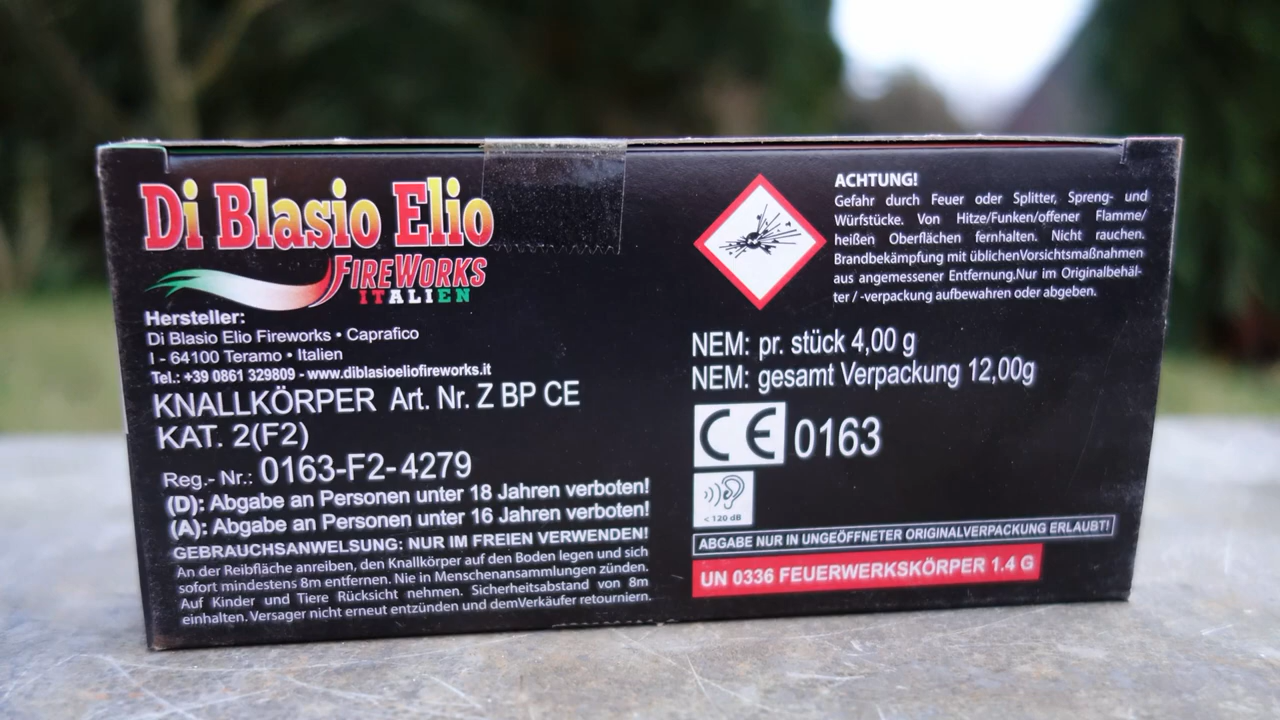 Di Blasio Elio
FIREWORKS
ITALIEN
Hersteller:
Di Blasio Elio Fireworks • Caprafico
I - 64100 Teramo • Italien
Tel.: +39 0861 329809 - www.diblasioeliofireworks.it
KNALLKÖRPER Art. Nr. Z BP CE
KAT. 2(F2)
Reg.- Nr.: 0163-F2-4279
(D): Abgabe an Personen unter 18 Jahren verboten!
(A): Abgabe an Personen unter 16 Jahren verboten!
GEBRAUCHSANWELSUNG: NUR IM FREIEN VERWENDEN!
An der Reibfläche anreiben, den Knallkörper auf den Boden legen und sich
sofort mindestens 8m entfernen. Nie in Menschenansammlungen zünden.
Auf Kinder und Tiere Rücksicht nehmen. Sicherheitsabstand von 8m
einhalten. Versager nicht erneut entzünden und demVerkäufer retourniern.
ACHTUNG!
Gefahr durch Feuer oder Splitter, Spreng- und
Würfstücke. Von Hitze/Funken/offener Flamme/
heißen Oberflächen fernhalten. Nicht rauchen.
Brandbekämpfung mit üblichenVorsichtsmaßnahmen
aus angemessener Entfernung.Nur im Originalbehäl-
ter / -verpackung aufbewahren oder abgeben.
NEM: pr. stück 4,00 g
NEM: gesamt Verpackung 12,00g
CE 0163
< 120 dB
ABGABE NUR IN UNGEÖFFNETER ORIGINALVERPACKUNG ERLAUBT!
UN 0336 FEUERWERKSKÖRPER 1.4 G